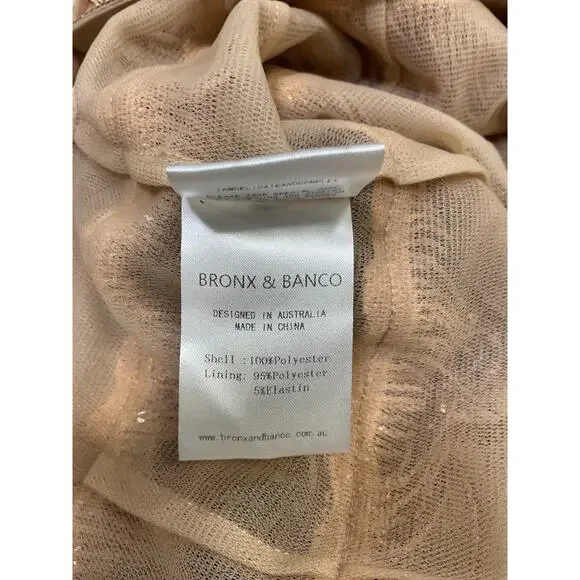 BRONX & BANCO
DESIGNED IN AUSTRALIA
MADE IN CHINA
Shell :100%Polyester
Lining: 95%Polyester
5%Elastin
www.bronxandbanco.com.au